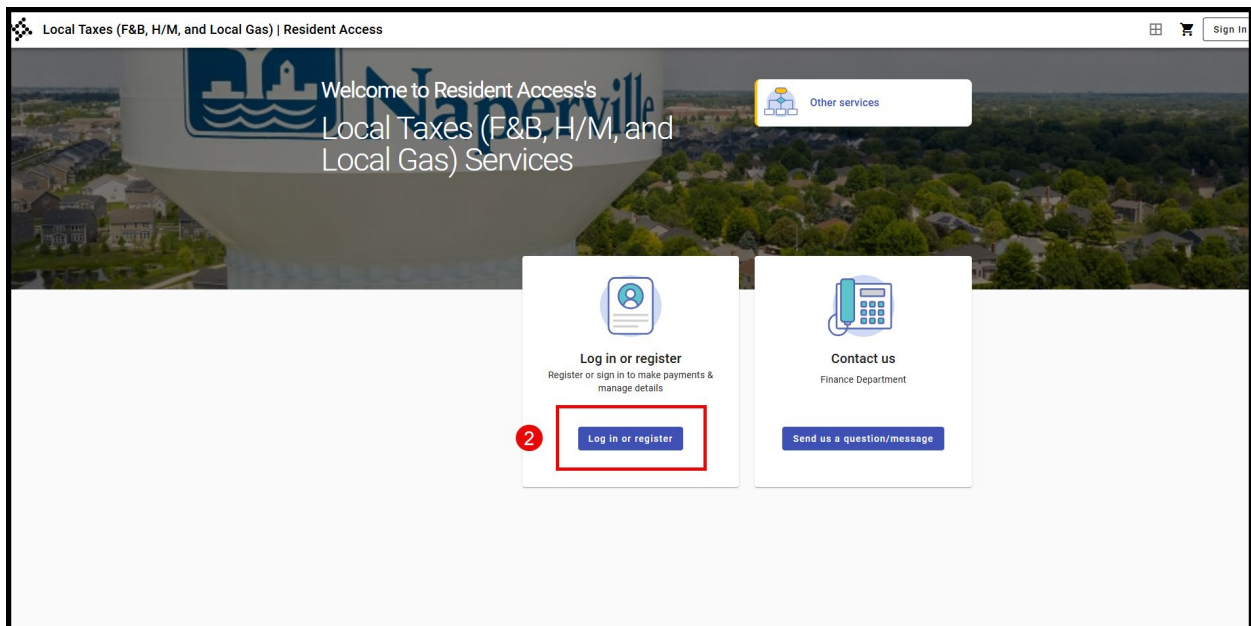 Local Taxes (F&B, H/M, and Local Gas) | Resident Access
Sign In
Naperville
Welcome to Resident Access's
Local Taxes (F&B, H/M, and
Local Gas) Services
Other services
Log in or register
Register or sign in to make payments &
manage details
2
Log in or register
Contact us
Finance Department
Send us a question/message